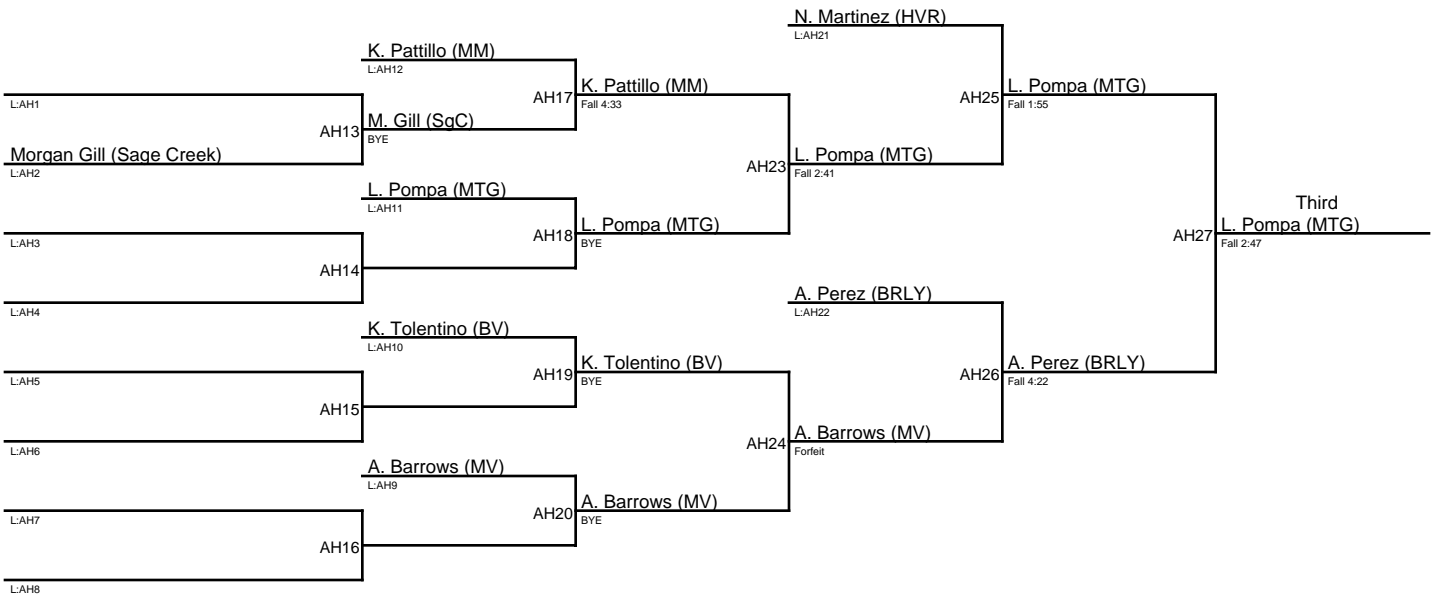 N. Martinez (HVR)
L:AH21
K. Pattillo (MM)
L:AH12
AH17
K. Pattillo (MM)
Fall 4:33
AH25
L. Pompa (MTG)
Fall 1:55
L:AH1
AH13
M. Gill (SgC)
BYE
Morgan Gill (Sage Creek)
L:AH2
AH23
L. Pompa (MTG)
Fall 2:41
L. Pompa (MTG)
L:AH11
AH18
L. Pompa (MTG)
BYE
L:AH3
AH14
L:AH4
AH27
Third
L. Pompa (MTG)
Fall 2:47
A. Perez (BRLY)
L:AH22
K. Tolentino (BV)
L:AH10
AH19
K. Tolentino (BV)
BYE
AH26
A. Perez (BRLY)
Fall 4:22
L:AH5
AH15
L:AH6
AH24
A. Barrows (MV)
Forfeit
A. Barrows (MV)
L:AH9
AH20
A. Barrows (MV)
BYE
L:AH7
AH16
L:AH8